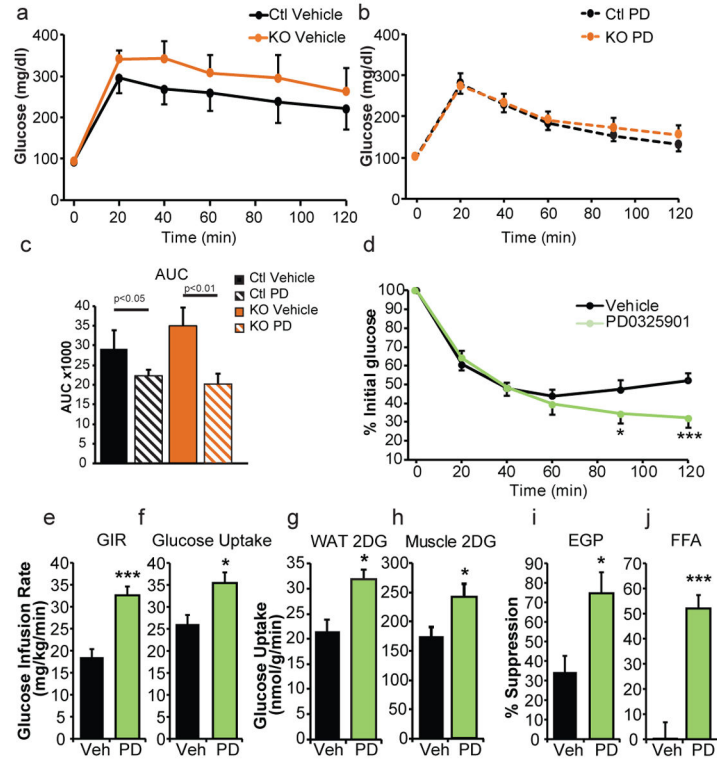 a
Ctl Vehicle
KO Vehicle
Glucose (mg/dl)
400
300
200
100
0
0 20 40 60 80 100 120
Time (min)
b
Ctl PD
KO PD
Glucose (mg/dl)
400
300
200
100
0
0 20 40 60 80 100 120
Time (min)
c
AUC
Ctl Vehicle
Ctl PD
KO Vehicle
KO PD
p<0.05
p<0.01
AUC x1000
40
35
30
25
20
15
10
5
0
d
Vehicle
PD0325901
% Initial glucose
100
90
80
70
60
50
40
30
0 20 40 60 80 100 120
*
***
Time (min)
e
GIR
Glucose Infusion Rate
(mg/kg/min)
40
35
30
25
20
15
10
5
0
***
Veh PD
f
Glucose Uptake
40
35
30
25
20
15
10
5
0
*
Veh PD
g
WAT 2DG
Glucose Uptake
(nmol/g/min)
35
30
25
20
15
10
5
0
*
Veh PD
h
Muscle 2DG
300
250
200
150
100
50
0
*
Veh PD
i
EGP
% Suppression
90
80
70
60
50
40
30
20
10
0
*
Veh PD
j
FFA
70
60
50
40
30
20
10
0
***
Veh PD